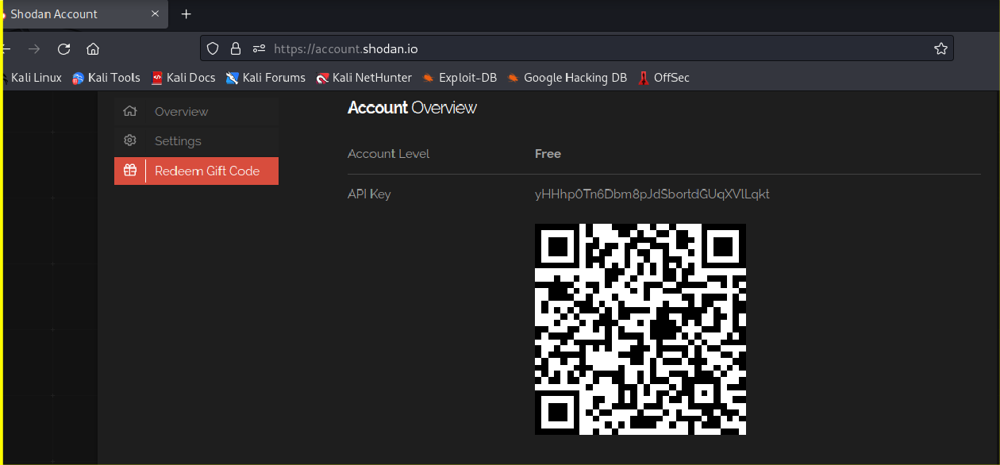 Shodan Account
https://account.shodan.io
Kali Linux Kali Tools Kali Docs Kali Forums Kali NetHunter Exploit-DB Google Hacking DB OffSec
Overview
Settings
Redeem Gift Code
Account Overview
Account Level Free
API Key yHHhp0Tn6Dbm8pJdSbortdGUqXVlLqkt